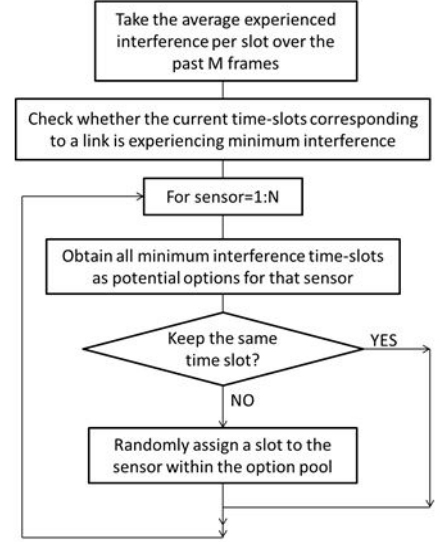 Take the average experienced
interference per slot over the
past M frames
Check whether the current time-slots corresponding
to a link is experiencing minimum interference
For sensor=1:N
Obtain all minimum interference time-slots
as potential options for that sensor
Keep the same
time slot?
YES
NO
Randomly assign a slot to the
sensor within the option pool